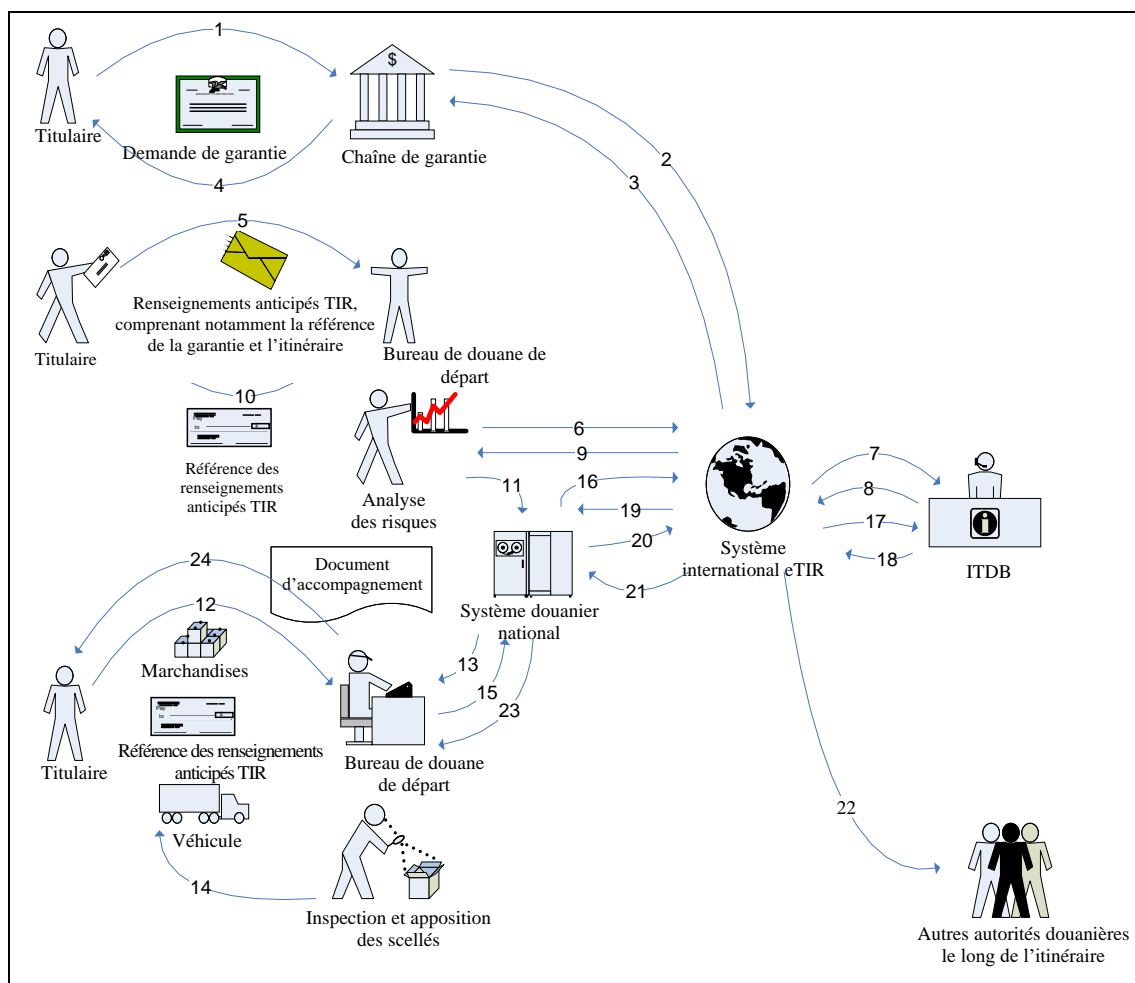 1
$
Titulaire
Demande de garantie
Chaîne de garantie
2
3
4
5
Renseignements anticipés TIR,
comprenant notamment la référence
de la garantie et l'itinéraire
Titulaire
Bureau de douane de
départ
10
Pay
to
Référence des
renseignements
anticipés TIR
Analyse
des risques
6
9
11
16
19
20
21
7
8
17
18
Système
international eTIR
ITDB
Document
d'accompagnement
Système douanier
national
24
12
13
15
23
Marchandises
Pay
to
Référence des renseignements
anticipés TIR
Titulaire
Bureau de douane
de départ
Véhicule
14
Inspection et apposition
des scellés
22
Autres autorités douanières
le long de l'itinéraire